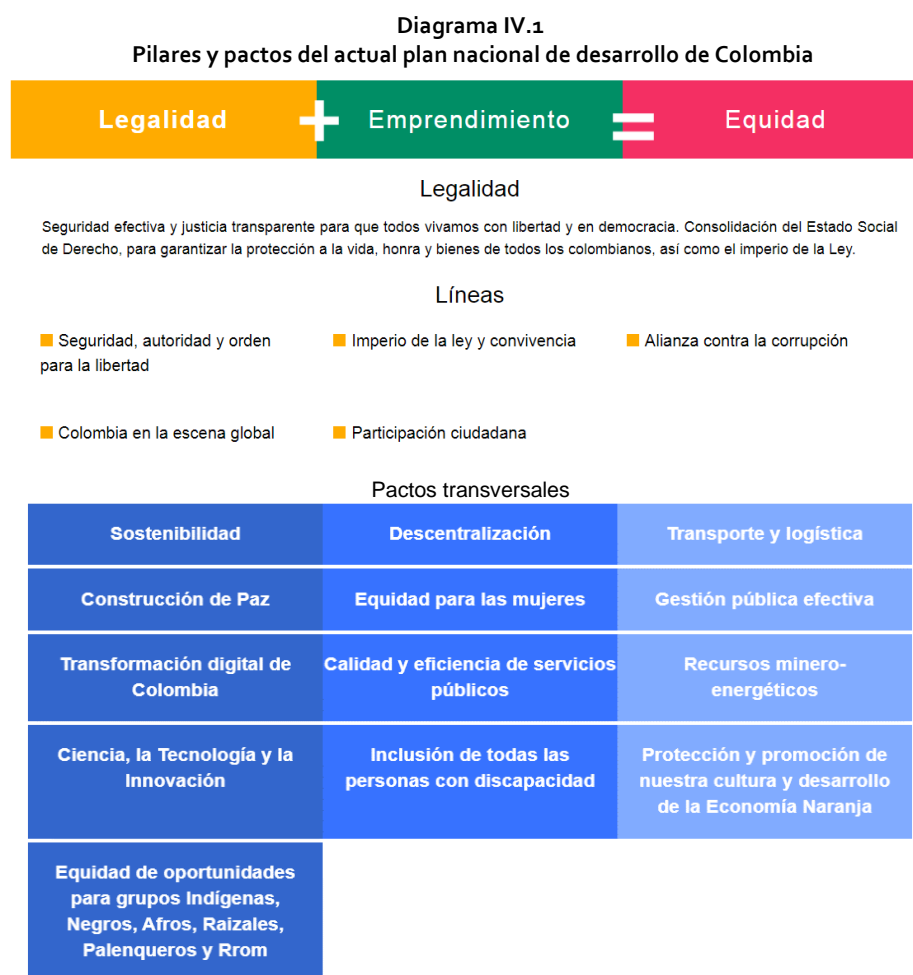 Diagrama IV.1
Pilares y pactos del actual plan nacional de desarrollo de Colombia
Legalidad + Emprendimiento = Equidad
Legalidad
Seguridad efectiva y justicia transparente para que todos vivamos con libertad y en democracia. Consolidación del Estado Social
de Derecho, para garantizar la protección a la vida, honra y bienes de todos los colombianos, así como el imperio de la Ley.
Líneas
Seguridad, autoridad y orden
para la libertad
Imperio de la ley y convivencia
Alianza contra la corrupción
Colombia en la escena global
Participación ciudadana
Pactos transversales
Sostenibilidad
Descentralización
Transporte y logística
Construcción de Paz
Equidad para las mujeres
Gestión pública efectiva
Transformación digital de
Colombia
Calidad y eficiencia de servicios
públicos
Recursos minero-
energéticos
Ciencia, la Tecnología y la
Innovación
Inclusión de todas las
personas con discapacidad
Protección y promoción de
nuestra cultura y desarrollo
de la Economía Naranja
Equidad de oportunidades
para grupos Indígenas,
Negros, Afros, Raizales,
Palenqueros y Rrom